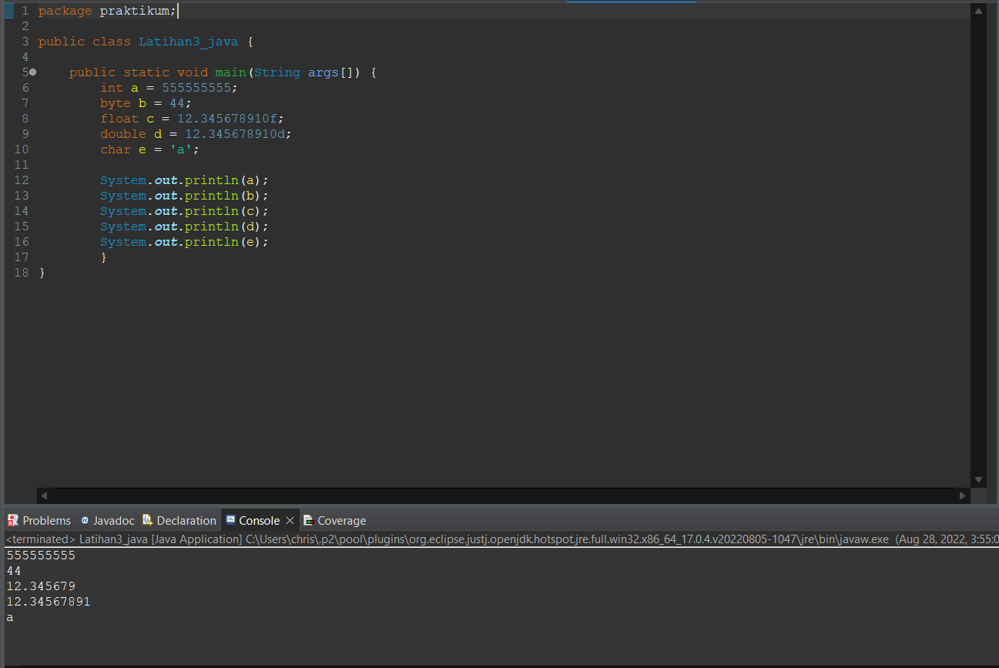 1 package praktikum;
2
3 public class Latihan3_java {
4
5 public static void main(String args[]) {
6 int a = 555555555;
7 byte b = 44;
8 float c = 12.345678910f;
9 double d = 12.345678910d;
10 char e = 'a';
11
12 System.out.println(a);
13 System.out.println(b);
14 System.out.println(c);
15 System.out.println(d);
16 System.out.println(e);
17 }
18 }
Problems @ Javadoc Declaration Console Coverage
<terminated> Latihan3_java [Java Application] C:\Users\chris\.p2\pool\plugins\org.eclipse.justj.openjdk.hotspot.jre.full.win32.x86_64_17.0.4.v20220805-1047\jre\bin\javaw.exe (Aug 28, 2022, 3:55:0
555555555
44
12.345679
12.34567891
a